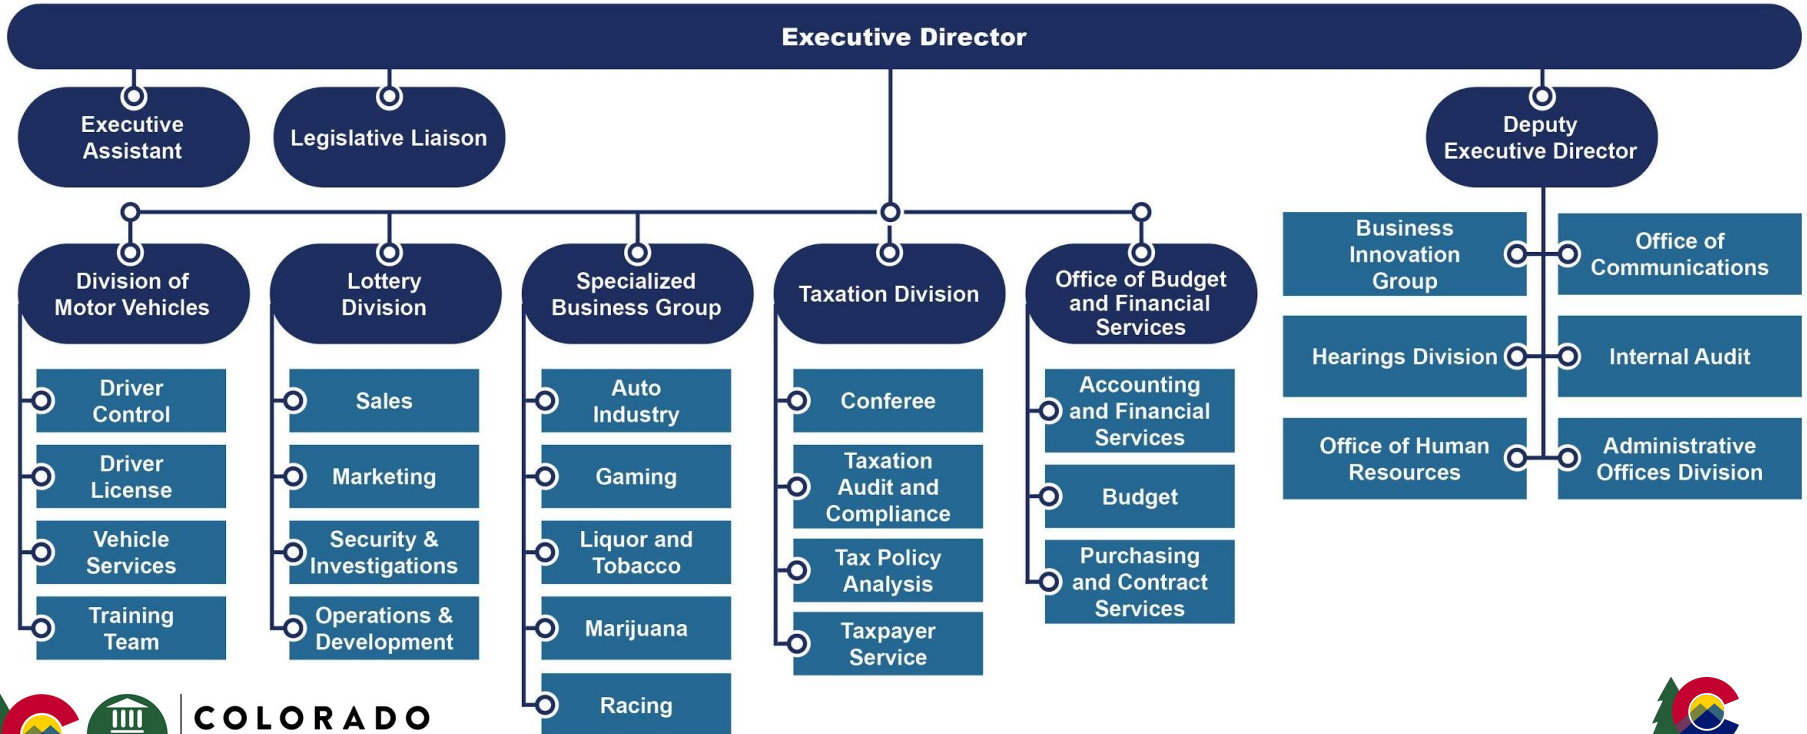 Executive Director
Executive
Assistant
Legislative Liaison
Deputy
Executive Director
Division of
Motor Vehicles
Driver
Control
Driver
License
Vehicle
Services
Training
Team
Lottery
Division
Sales
Marketing
Security &
Investigations
Operations &
Development
Specialized
Business Group
Auto
Industry
Gaming
Liquor and
Tobacco
Marijuana
Racing
Taxation Division
Conferee
Taxation
Audit and
Compliance
Tax Policy
Analysis
Taxpayer
Service
Office of Budget
and Financial
Services
Accounting
and Financial
Services
Budget
Purchasing
and Contract
Services
Business
Innovation
Group
Office of
Communications
Hearings Division
Internal Audit
Office of Human
Resources
Administrative
Offices Division
COLORADO